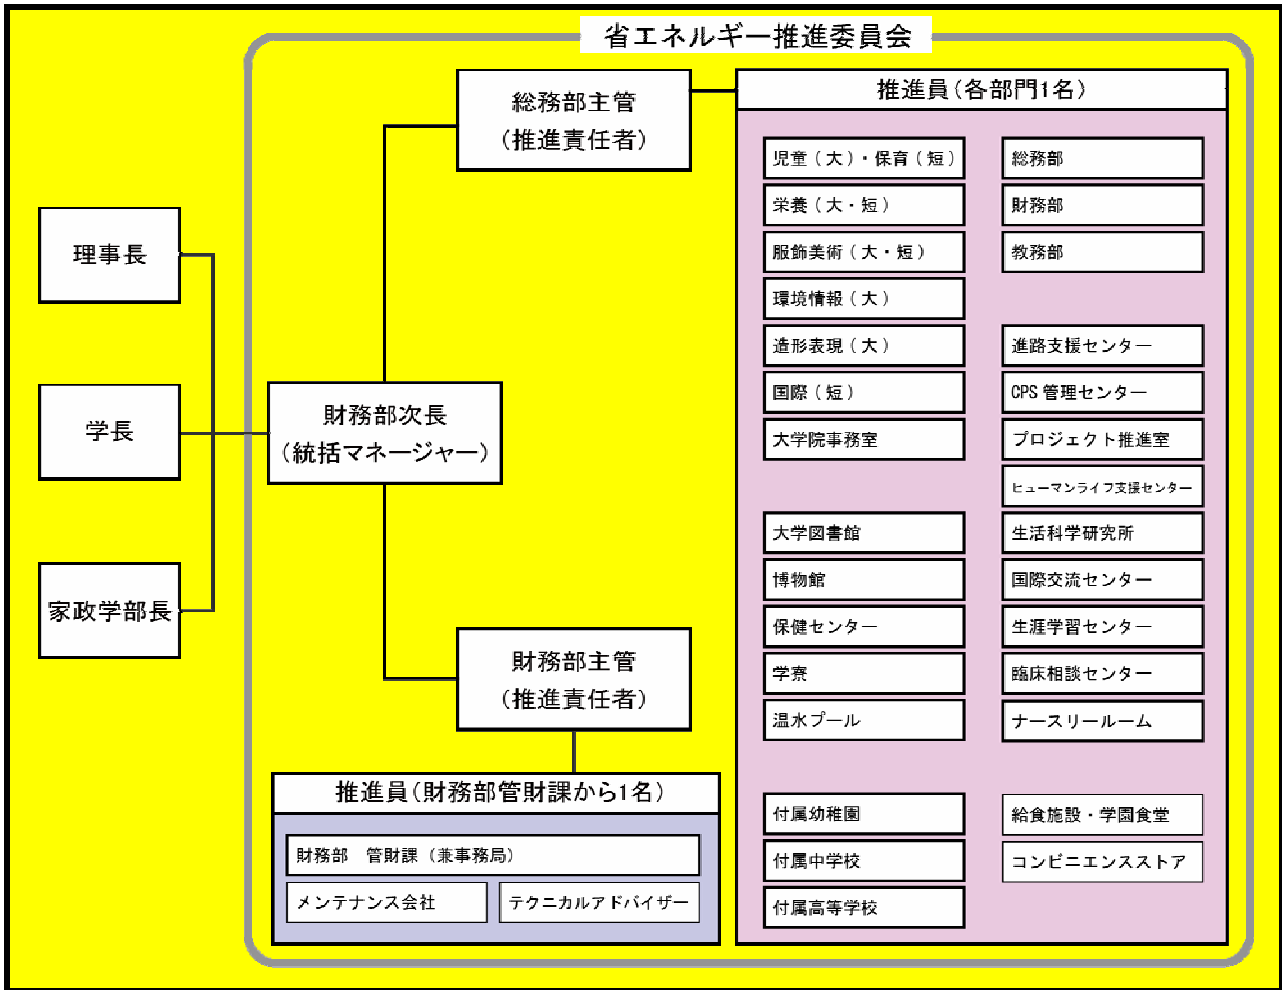 省エネルギー推進委員会
理事長
学長
家政学部長
財務部次長
(統括マネージャー)
総務部主管
(推進責任者)
財務部主管
(推進責任者)
推進員(財務部管財課から1名)
財務部　管財課(兼事務局)
メンテナンス会社
テクニカルアドバイザー
推進員(各部門1名)
児童(大)・保育(短)
栄養(大・短)
服飾美術(大・短)
環境情報(大)
造形表現(大)
国際(短)
大学院事務室
大学図書館
博物館
保健センター
学寮
温水プール
付属幼稚園
付属中学校
付属高等学校
総務部
財務部
教務部
進路支援センター
CPS管理センター
プロジェクト推進室
ヒューマンライフ支援センター
生活科学研究所
国際交流センター
生涯学習センター
臨床相談センター
ナースリールーム
給食施設・学園食堂
コンビニエンスストア